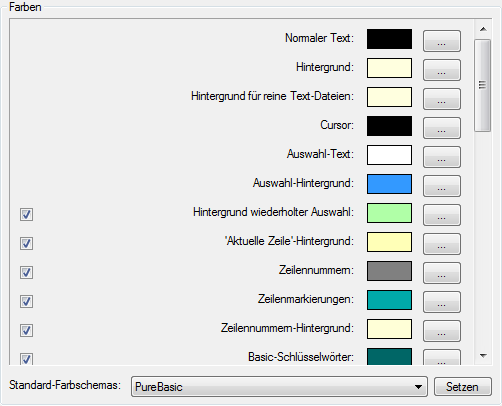 Farben
Normaler Text: ...
Hintergrund: ...
Hintergrund für reine Text-Dateien: ...
Cursor: ...
Auswahl-Text: ...
Auswahl-Hintergrund: ...
Hintergrund wiederholter Auswahl: ...
'Aktuelle Zeile'-Hintergrund: ...
Zeilennummern: ...
Zeilenmarkierungen: ...
Zeilennummern-Hintergrund: ...
Basic-Schlüsselwörter: ...
Standard-Farbschemas: PureBasic Setzen